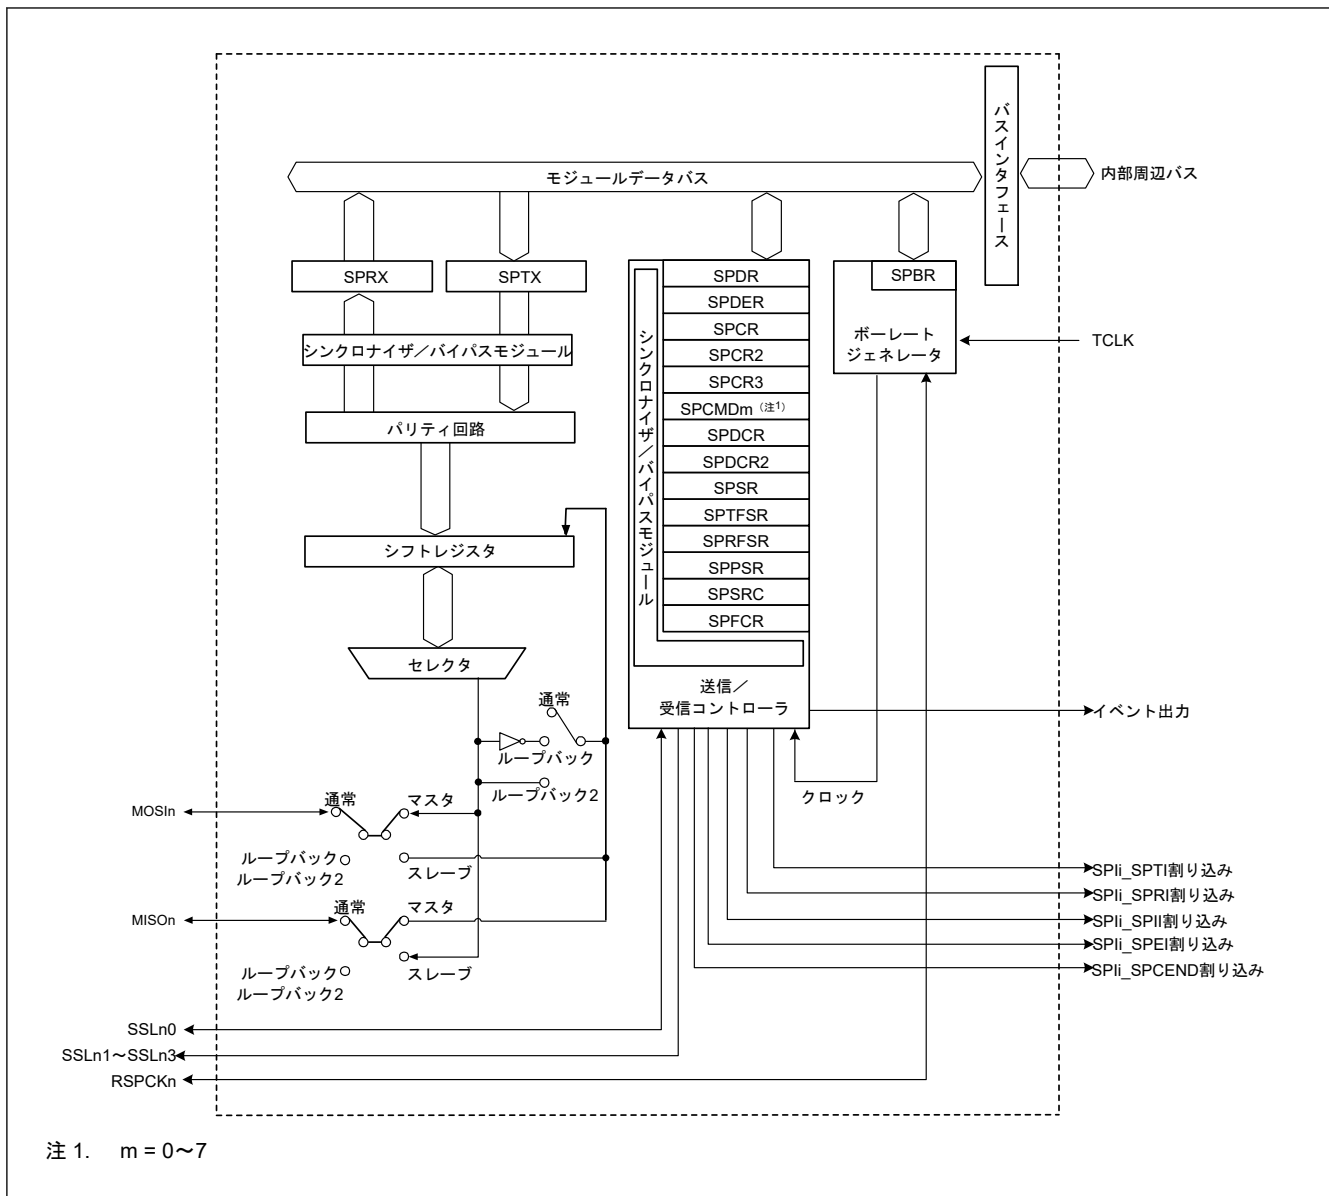 バスインタフェース
モジュールデータバス
内部周辺バス
SPRX
SPTX
シンクロナイザ/バイパスモジュール
パリティ回路
シフトレジスタ
セレクタ
シンクロナイザ/バイパスモジュール
SPDR
SPDER
SPCR
SPCR2
SPCR3
SPCMDm (注1)
SPDCR
SPDCR2
SPSR
SPTFSR
SPRFSR
SPPSR
SPSRC
SPFCR
送信/
受信コントローラ
SPBR
ボーレート
ジェネレータ
TCLK
イベント出力
クロック
通常
ループバック
ループバック2
MOSIn
通常
マスタ
ループバック
ループバック2
スレーブ
MISOn
通常
マスタ
ループバック
ループバック2
スレーブ
SPIi_SPTI割り込み
SPIi_SPRI割り込み
SPIi_SPII割り込み
SPIi_SPEI割り込み
SPIi_SPCEND割り込み
SSLn0
SSLn1~SSLn3
RSPCKn
注 1. m = 0~7